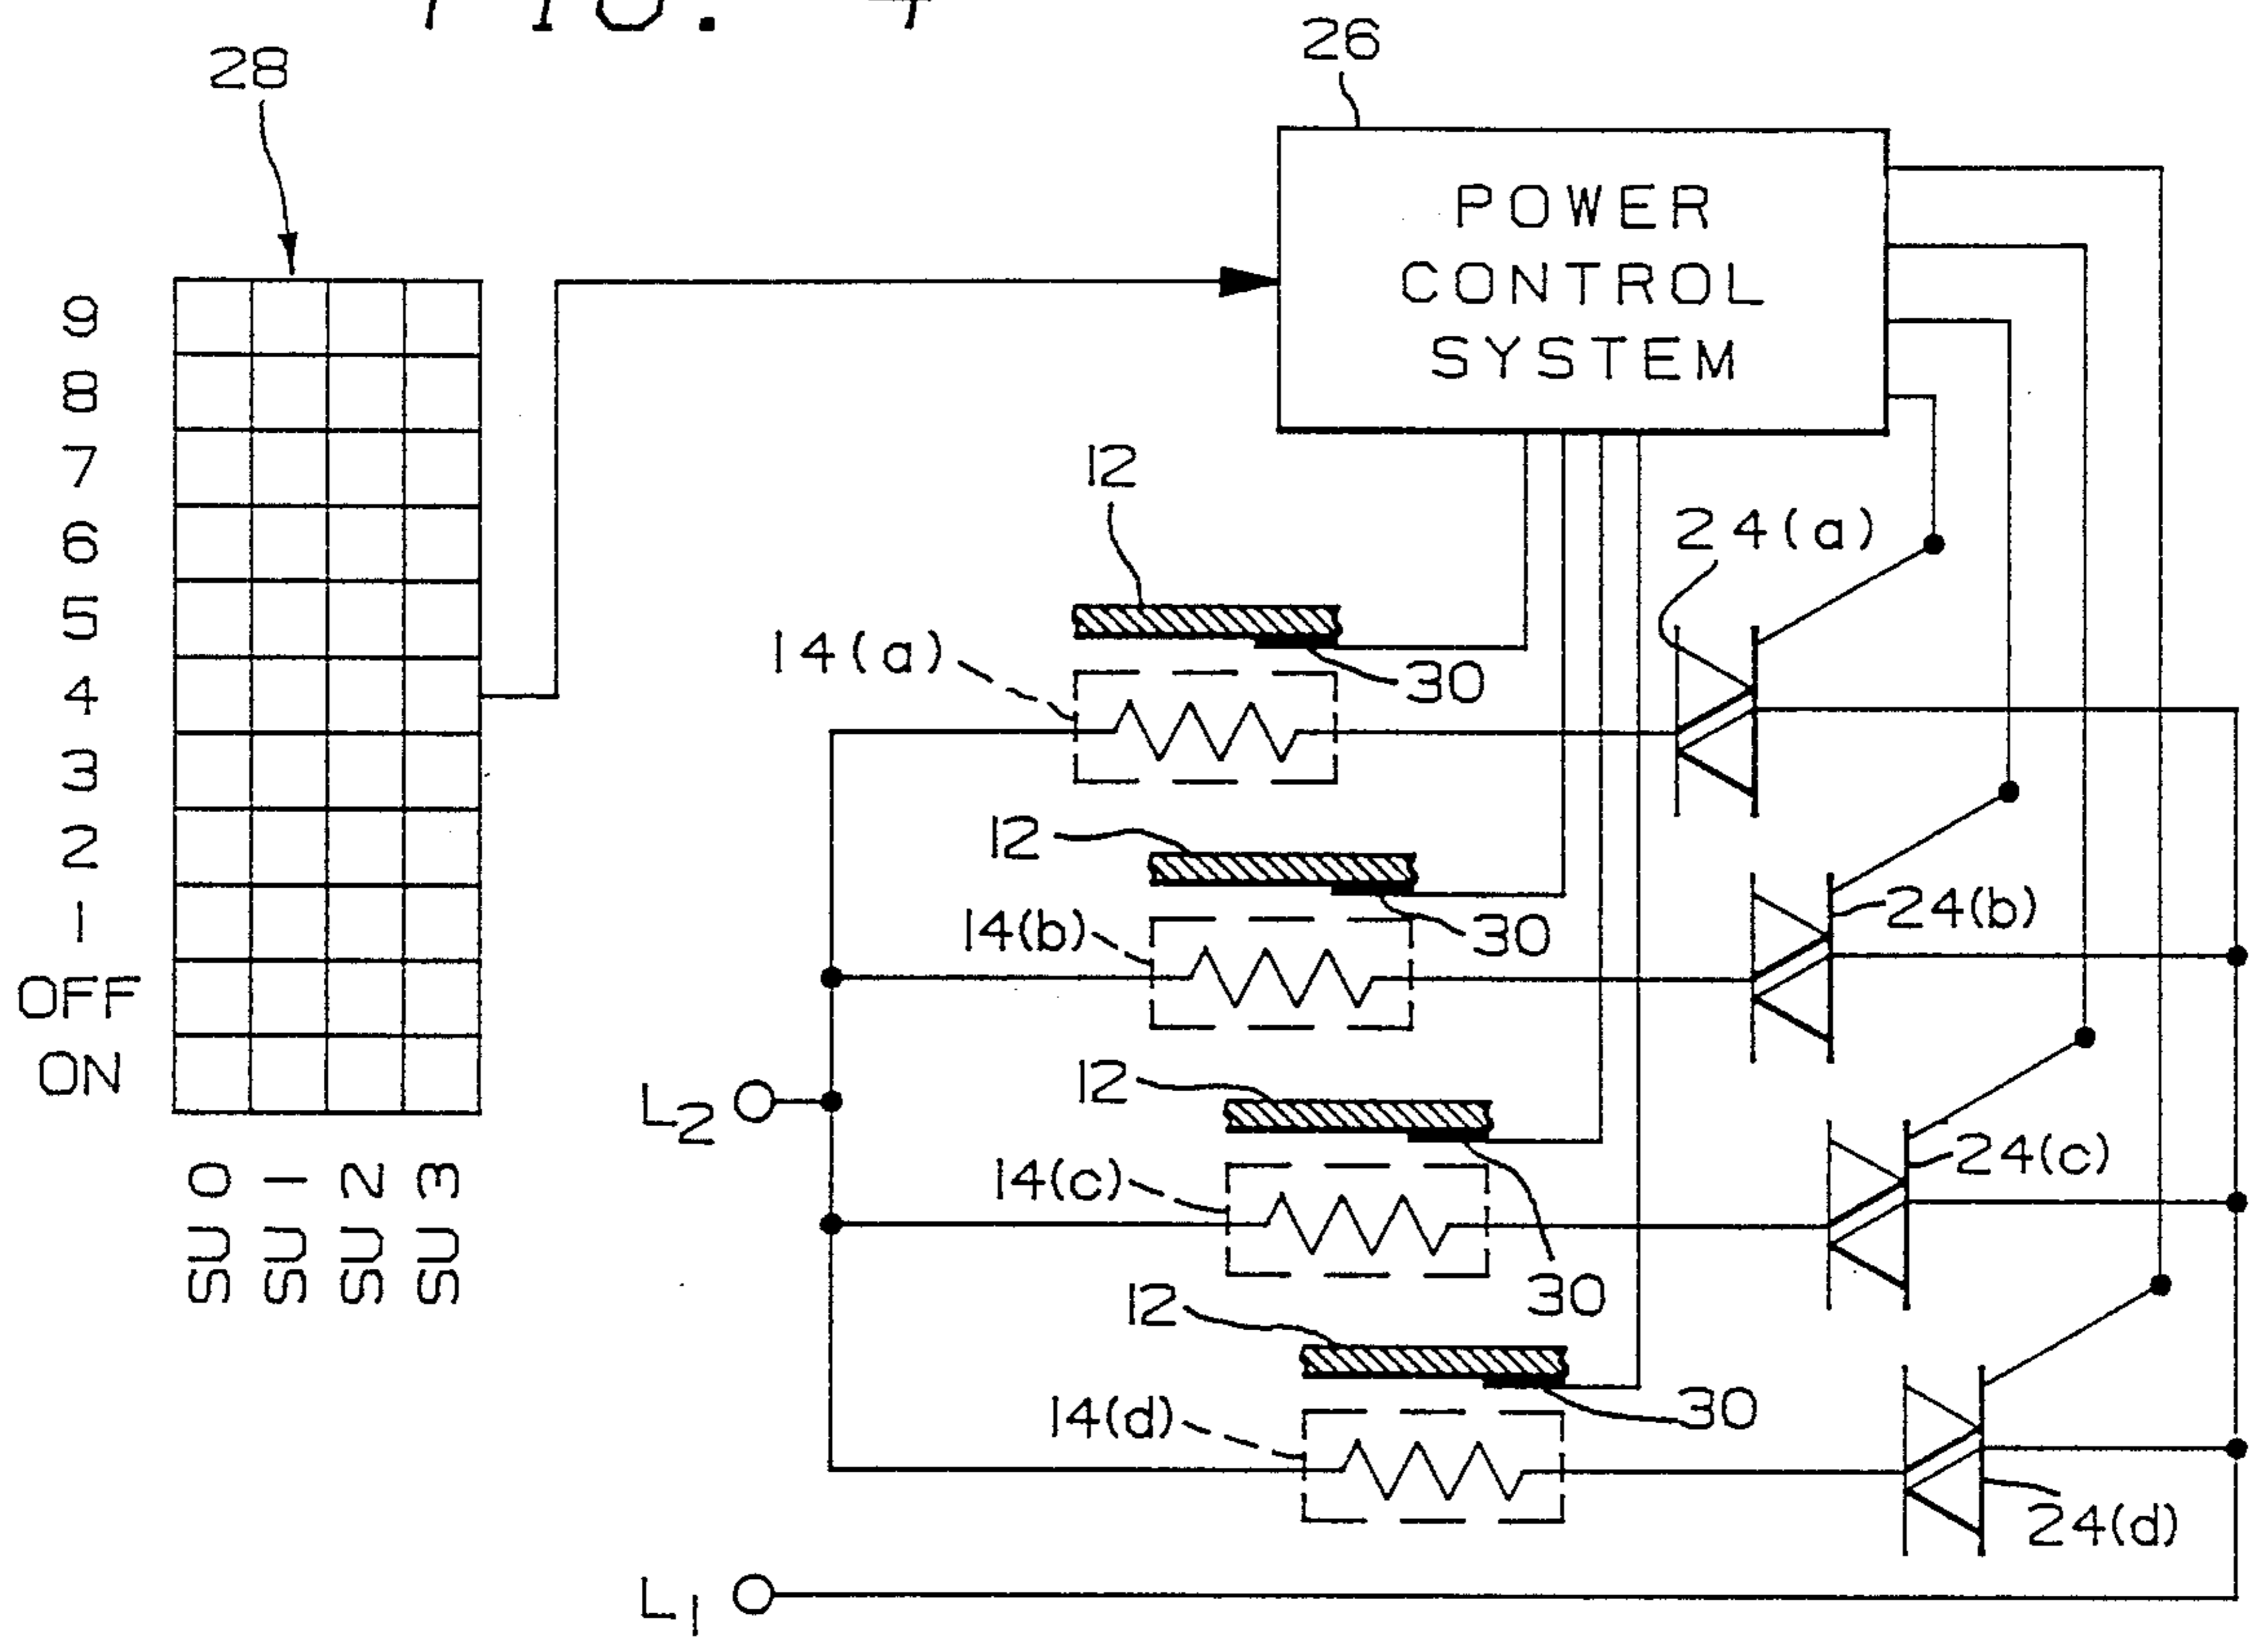 FIG. 4
28
26
POWER
CONTROL
SYSTEM
9
8
7
6
5
4
3
2
1
OFF
ON
SU 0
SU 1
SU 2
SU 3
12
24(a)
14(a)
30
12
24(b)
14(b)
30
12
L2
24(c)
14(c)
30
12
14(d)
30
24(d)
L1